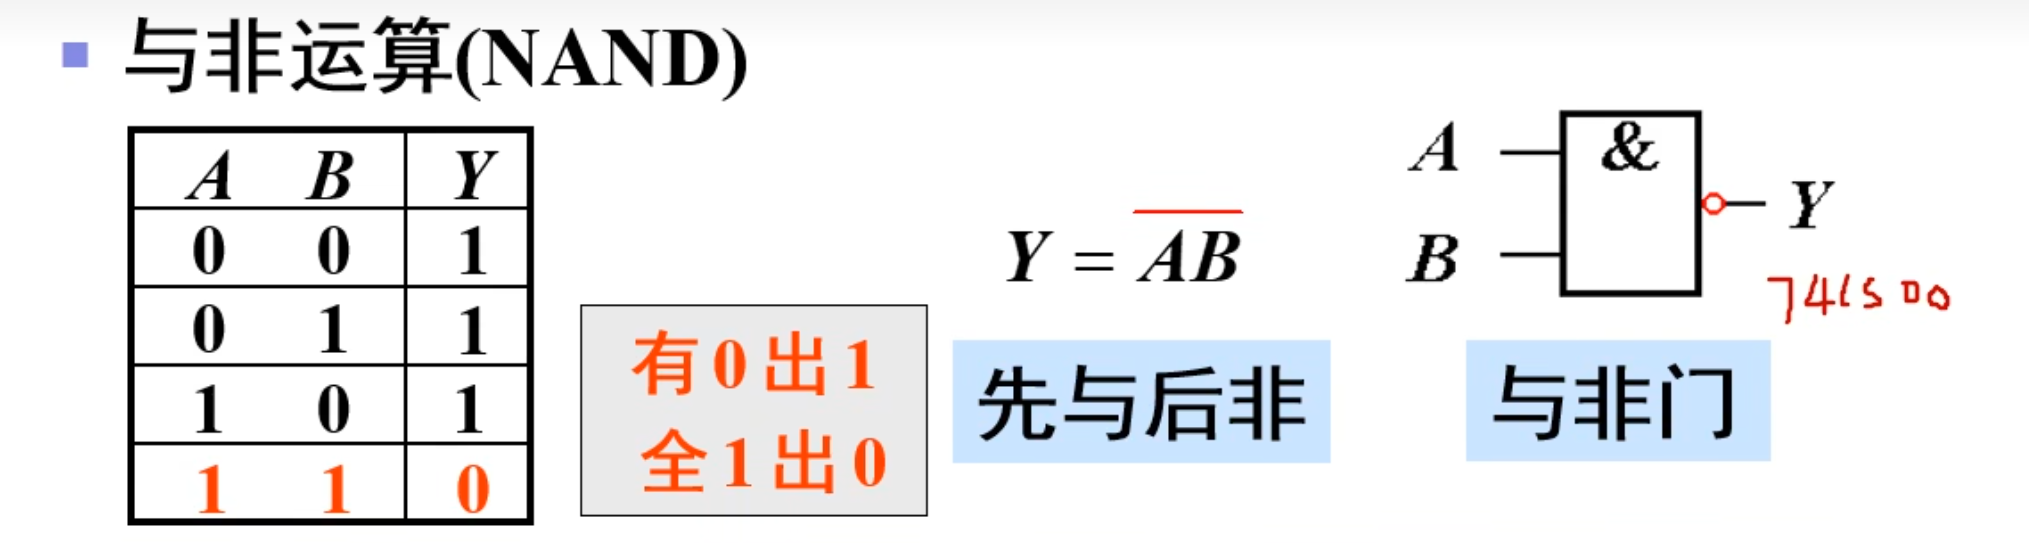 与非运算(NAND)
A B Y
0 0 1
0 1 1
1 0 1
1 1 0
有0出1
全1出0
Y = \overline{AB}
先与后非
A
&
B
Y
74LS00
与非门